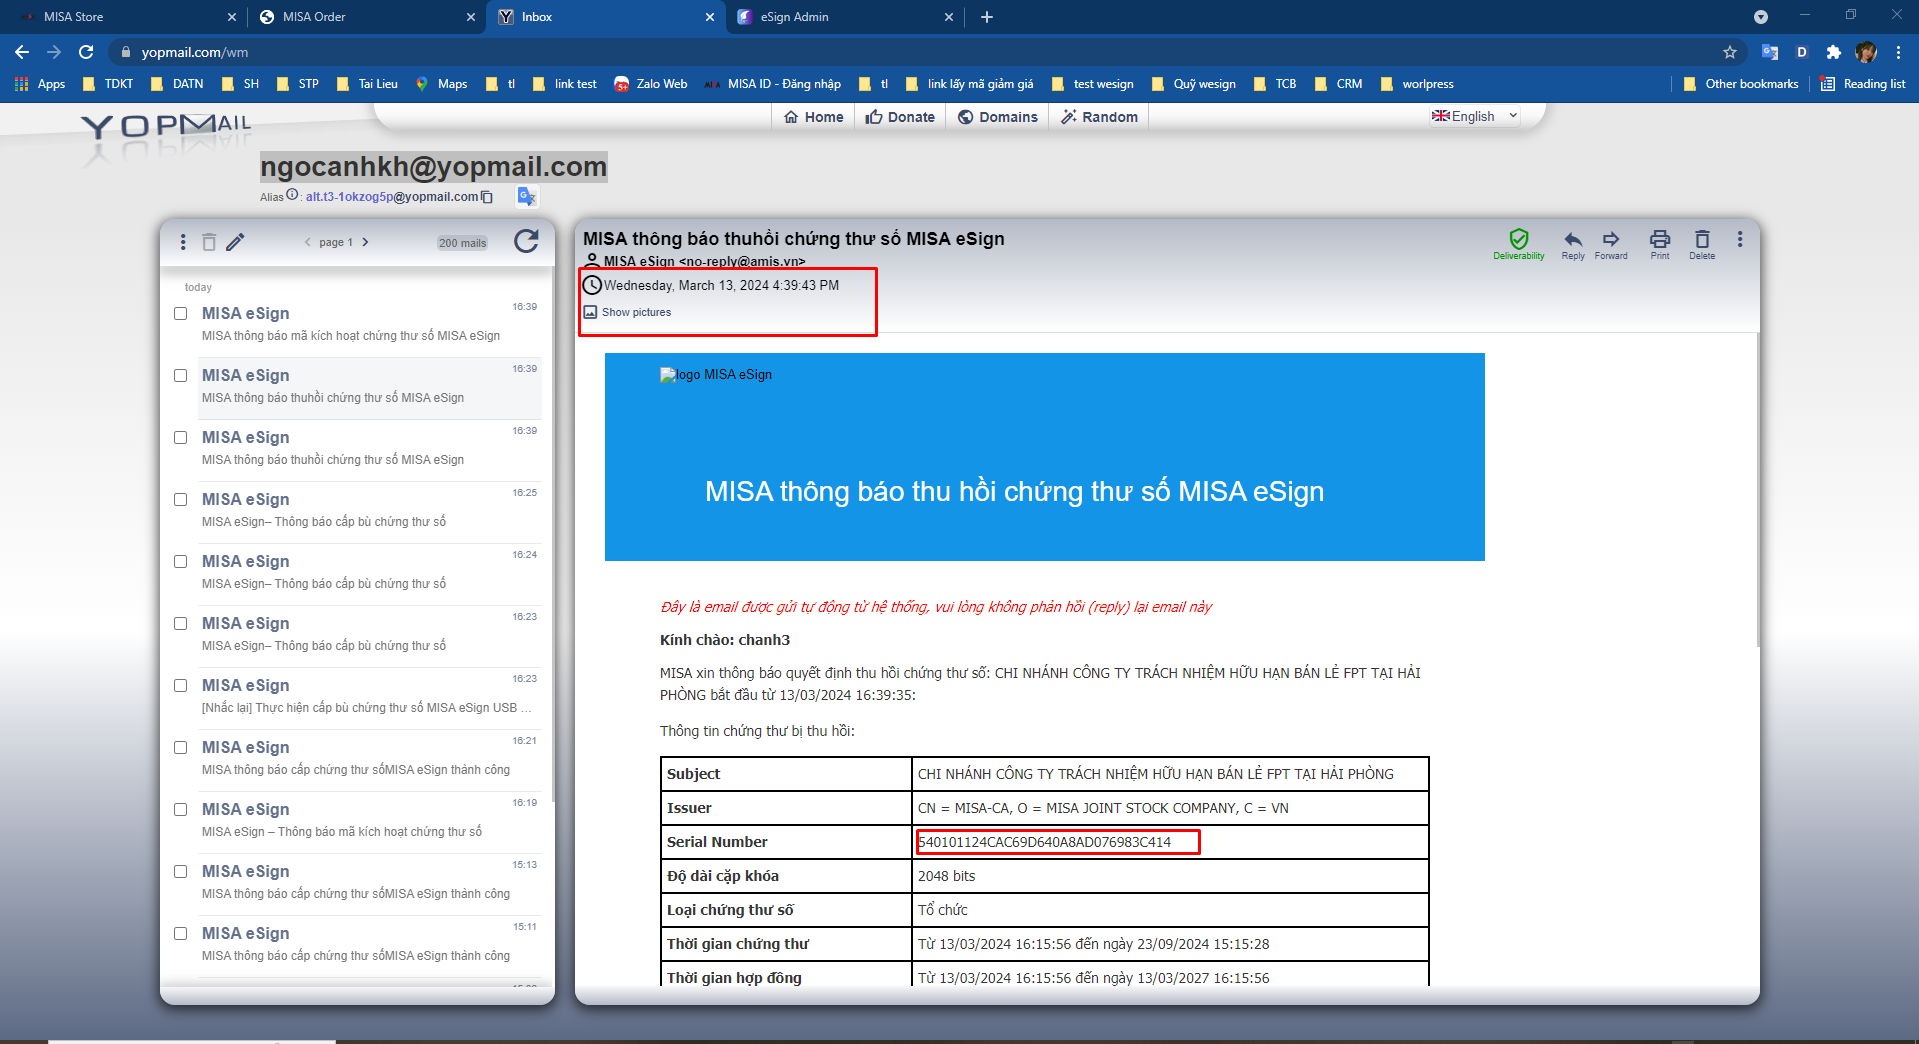 MISA Store
MISA Order
Inbox
eSign Admin
yopmail.com/wm
Apps
TDKT
DATN
SH
STP
Tai Lieu
Maps
tl
link test
Zalo Web
MISA ID - Đăng nhập
tl
link lấy mã giảm giá
test wesign
Quỹ wesign
TCB
CRM
worlpress
Other bookmarks
Reading list
YOPMAIL
Home
Donate
Domains
Random
English
ngocanhkh@yopmail.com
Alias : alt.t3-1okzog5p@yopmail.com
page 1
200 mails
today
MISA eSign 16:39
MISA thông báo mã kích hoạt chứng thư số MISA eSign
MISA eSign 16:39
MISA thông báo thuhồi chứng thư số MISA eSign
MISA eSign 16:39
MISA thông báo thuhồi chứng thư số MISA eSign
MISA eSign 16:25
MISA eSign– Thông báo cấp bù chứng thư số
MISA eSign 16:24
MISA eSign– Thông báo cấp bù chứng thư số
MISA eSign 16:23
MISA eSign– Thông báo cấp bù chứng thư số
MISA eSign 16:23
[Nhắc lại] Thực hiện cấp bù chứng thư số MISA eSign USB ...
MISA eSign 16:21
MISA thông báo cấp chứng thư sốMISA eSign thành công
MISA eSign 16:19
MISA eSign – Thông báo mã kích hoạt chứng thư số
MISA eSign 15:13
MISA thông báo cấp chứng thư sốMISA eSign thành công
MISA eSign 15:11
MISA thông báo cấp chứng thư sốMISA eSign thành công
MISA thông báo thuhồi chứng thư số MISA eSign
MISA eSign <no-reply@amis.vn>
Wednesday, March 13, 2024 4:39:43 PM
Show pictures
Deliverability
Reply
Forward
Print
Delete
logo MISA eSign
MISA thông báo thu hồi chứng thư số MISA eSign
Đây là email được gửi tự động từ hệ thống, vui lòng không phản hồi (reply) lại email này
Kính chào: chanh3
MISA xin thông báo quyết định thu hồi chứng thư số: CHI NHÁNH CÔNG TY TRÁCH NHIỆM HỮU HẠN BÁN LẺ FPT TẠI HẢI
PHÒNG bắt đầu từ 13/03/2024 16:39:35:
Thông tin chứng thư bị thu hồi:
Subject CHI NHÁNH CÔNG TY TRÁCH NHIỆM HỮU HẠN BÁN LẺ FPT TẠI HẢI PHÒNG
Issuer CN = MISA-CA, O = MISA JOINT STOCK COMPANY, C = VN
Serial Number 540101124CAC69D640A8AD076983C414
Độ dài cặp khóa 2048 bits
Loại chứng thư số Tổ chức
Thời gian chứng thư Từ 13/03/2024 16:15:56 đến ngày 23/09/2024 15:15:28
Thời gian hợp đồng Từ 13/03/2024 16:15:56 đến ngày 13/03/2027 16:15:56